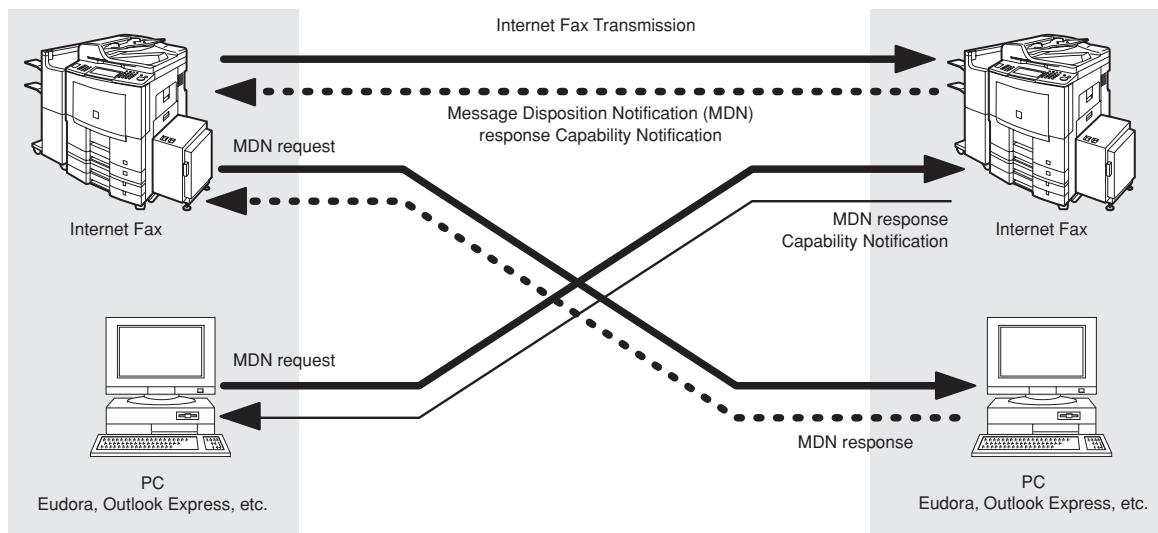 Internet Fax Transmission
Message Disposition Notification (MDN)
response Capability Notification
MDN request
Internet Fax
MDN response
Capability Notification
Internet Fax
MDN request
MDN response
PC
Eudora, Outlook Express, etc.
PC
Eudora, Outlook Express, etc.